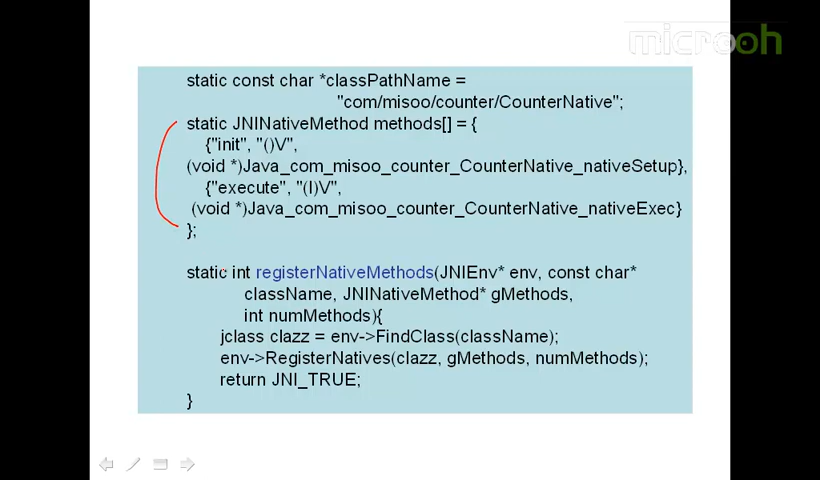 microoh
static const char *classPathName =
"com/misoo/counter/CounterNative";
static JNINativeMethod methods[] = {
{"init", "()V",
(void *)Java_com_misoo_counter_CounterNative_nativeSetup},
{"execute", "(I)V",
(void *)Java_com_misoo_counter_CounterNative_nativeExec}
};
static int registerNativeMethods(JNIEnv* env, const char*
className, JNINativeMethod* gMethods,
int numMethods){
jclass clazz = env->FindClass(className);
env->RegisterNatives(clazz, gMethods, numMethods);
return JNI_TRUE;
}